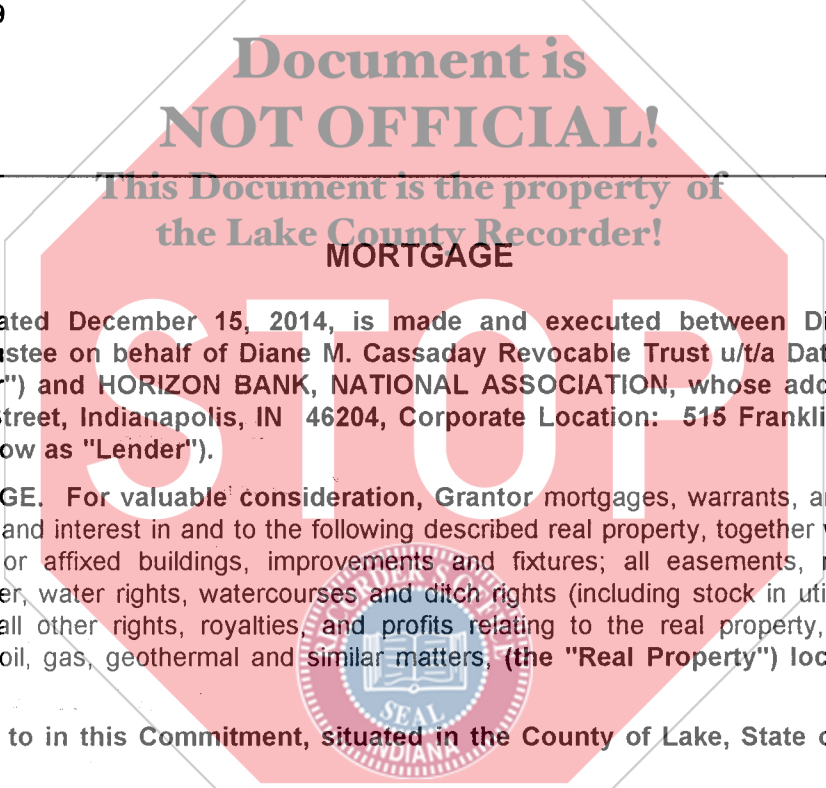 9
Document is
NOT OFFICIAL!
This Document is the property of
the Lake County Recorder!
MORTGAGE
ated December 15, 2014, is made and executed between Di
ustee on behalf of Diane M. Cassaday Revocable Trust u/t/a Dat
r") and HORIZON BANK, NATIONAL ASSOCIATION, whose add
Street, Indianapolis, IN 46204, Corporate Location: 515 Frankli
ow as "Lender").
GE. For valuable consideration, Grantor mortgages, warrants, a
and interest in and to the following described real property, together
or affixed buildings, improvements and fixtures; all easements, r
er, water rights, watercourses and ditch rights (including stock in uti
all other rights, royalties, and profits relating to the real property,
oil, gas, geothermal and similar matters, (the "Real Property") loc
to in this Commitment, situated in the County of Lake, State o
STOP
RECORDER'S OFFICE
SEAL
INDIANA